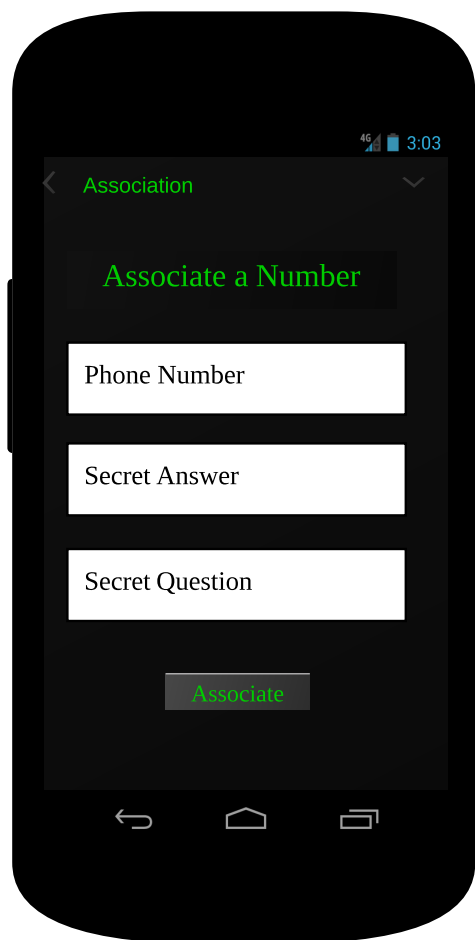 4G 3:03
Association
Associate a Number
Phone Number
Secret Answer
Secret Question
Associate